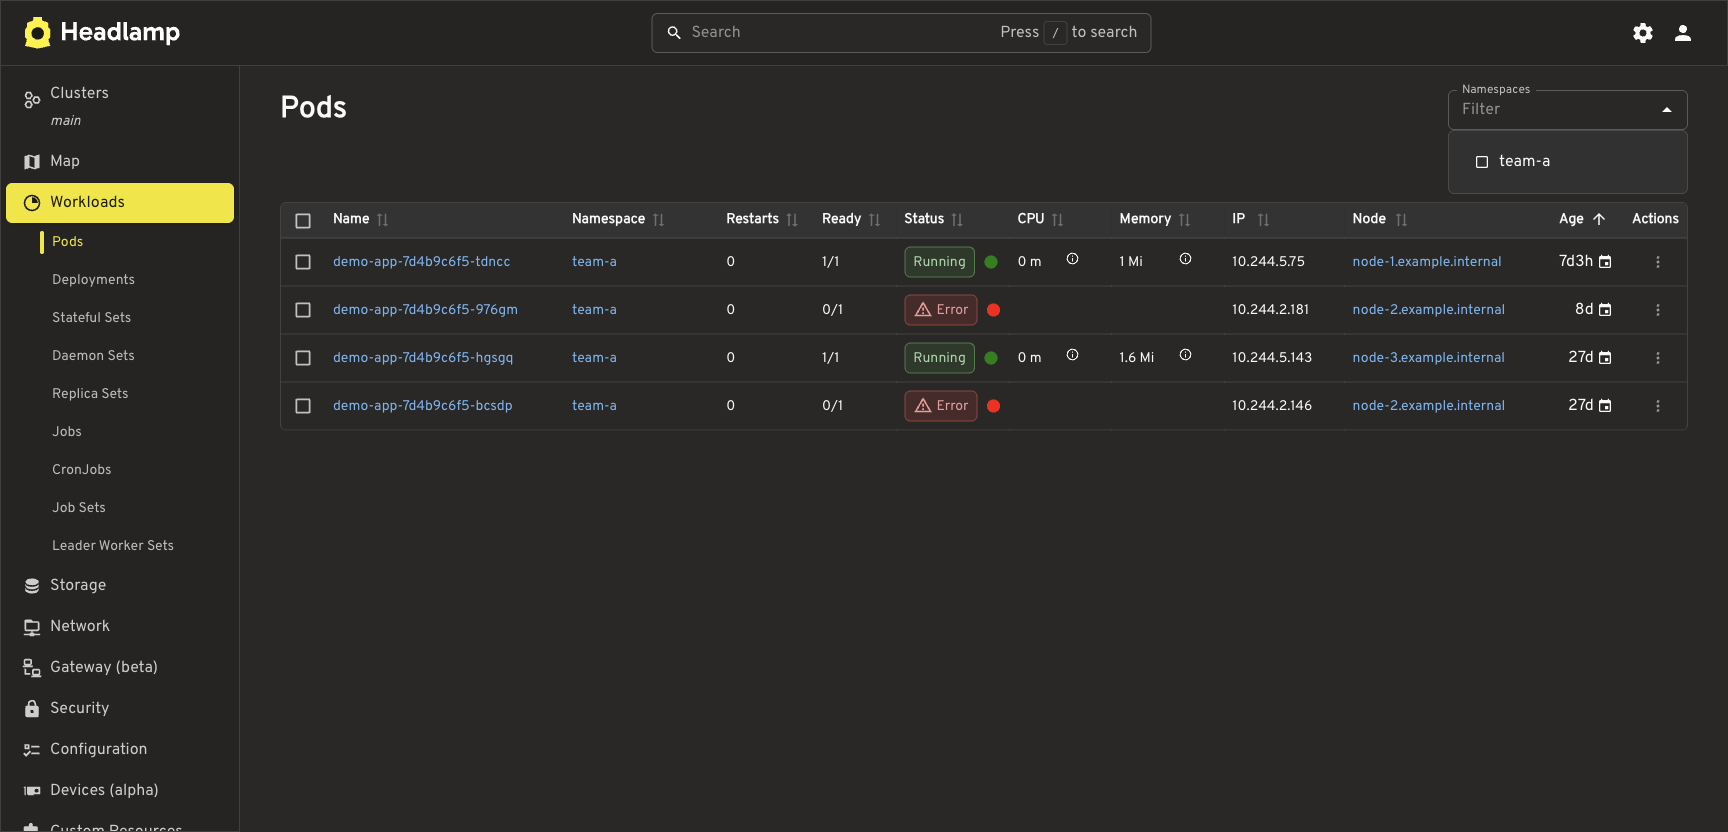 Headlamp
Search Press / to search
Clusters
main
Map
Workloads
Pods
Deployments
Stateful Sets
Daemon Sets
Replica Sets
Jobs
CronJobs
Job Sets
Leader Worker Sets
Storage
Network
Gateway (beta)
Security
Configuration
Devices (alpha)
Custom Resources
Pods
Namespaces
Filter
team-a
Name Namespace Restarts Ready Status CPU Memory IP Node Age Actions
demo-app-7d4b9c6f5-tdncc team-a 0 1/1 Running 0 m 1 Mi 10.244.5.75 node-1.example.internal 7d3h
demo-app-7d4b9c6f5-976gm team-a 0 0/1 Error 10.244.2.181 node-2.example.internal 8d
demo-app-7d4b9c6f5-hgsgq team-a 0 1/1 Running 0 m 1.6 Mi 10.244.5.143 node-3.example.internal 27d
demo-app-7d4b9c6f5-bcsdp team-a 0 0/1 Error 10.244.2.146 node-2.example.internal 27d